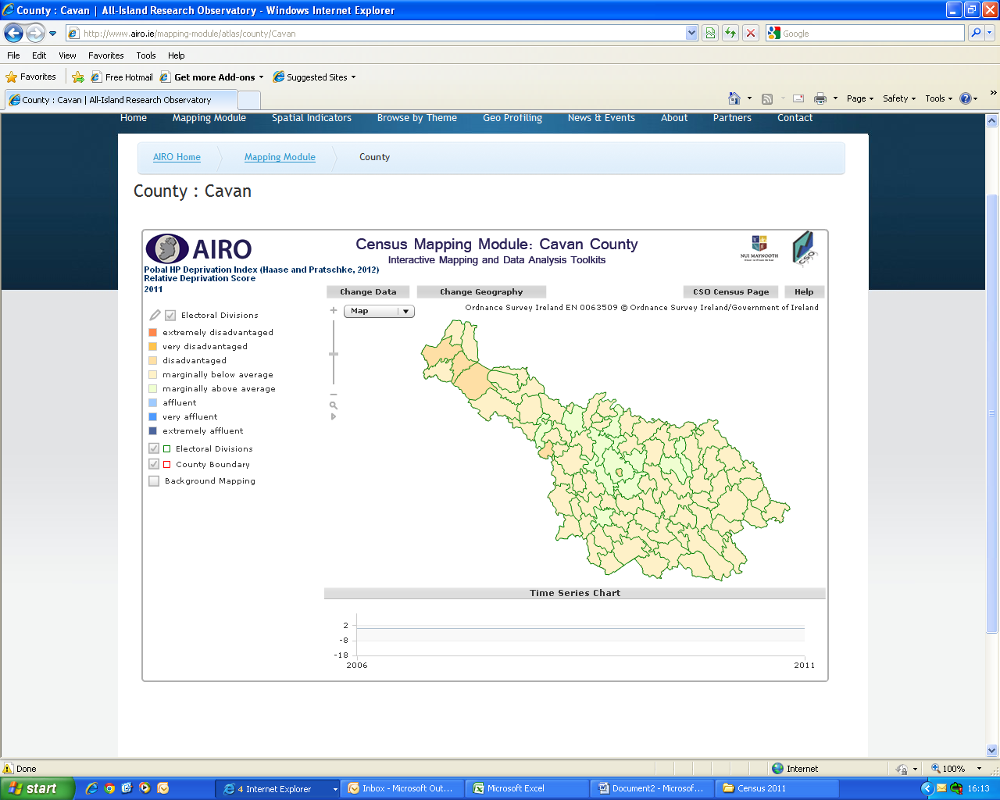 County : Cavan | All-Island Research Observatory - Windows Internet Explorer
http://www.airo.ie/mapping-module/atlas/county/Cavan
Google
File Edit View Favorites Tools Help
Favorites Free Hotmail Get more Add-ons Suggested Sites
County : Cavan | All-Island Research Observatory
Page Safety Tools
Home Mapping Module Spatial Indicators Browse by Theme Geo Profiling News & Events About Partners Contact
AIRO Home Mapping Module County
County : Cavan
AIRO
Census Mapping Module: Cavan County
Interactive Mapping and Data Analysis Toolkits
NUI MAYNOOTH
CSO
Pobal HP Deprivation Index (Haase and Pratschke, 2012)
Relative Deprivation Score
2011
Change Data Change Geography CSO Census Page Help
Map
Ordnance Survey Ireland EN 0063509 © Ordnance Survey Ireland/Government of Ireland
Electoral Divisions
extremely disadvantaged
very disadvantaged
disadvantaged
marginally below average
marginally above average
affluent
very affluent
extremely affluent
Electoral Divisions
County Boundary
Background Mapping
Time Series Chart
2
-8
-18
2006 2011
Done Internet 100%
start 4 Internet Explorer Inbox - Microsoft Out... Microsoft Excel Document2 - Microsof... Census 2011 16:13